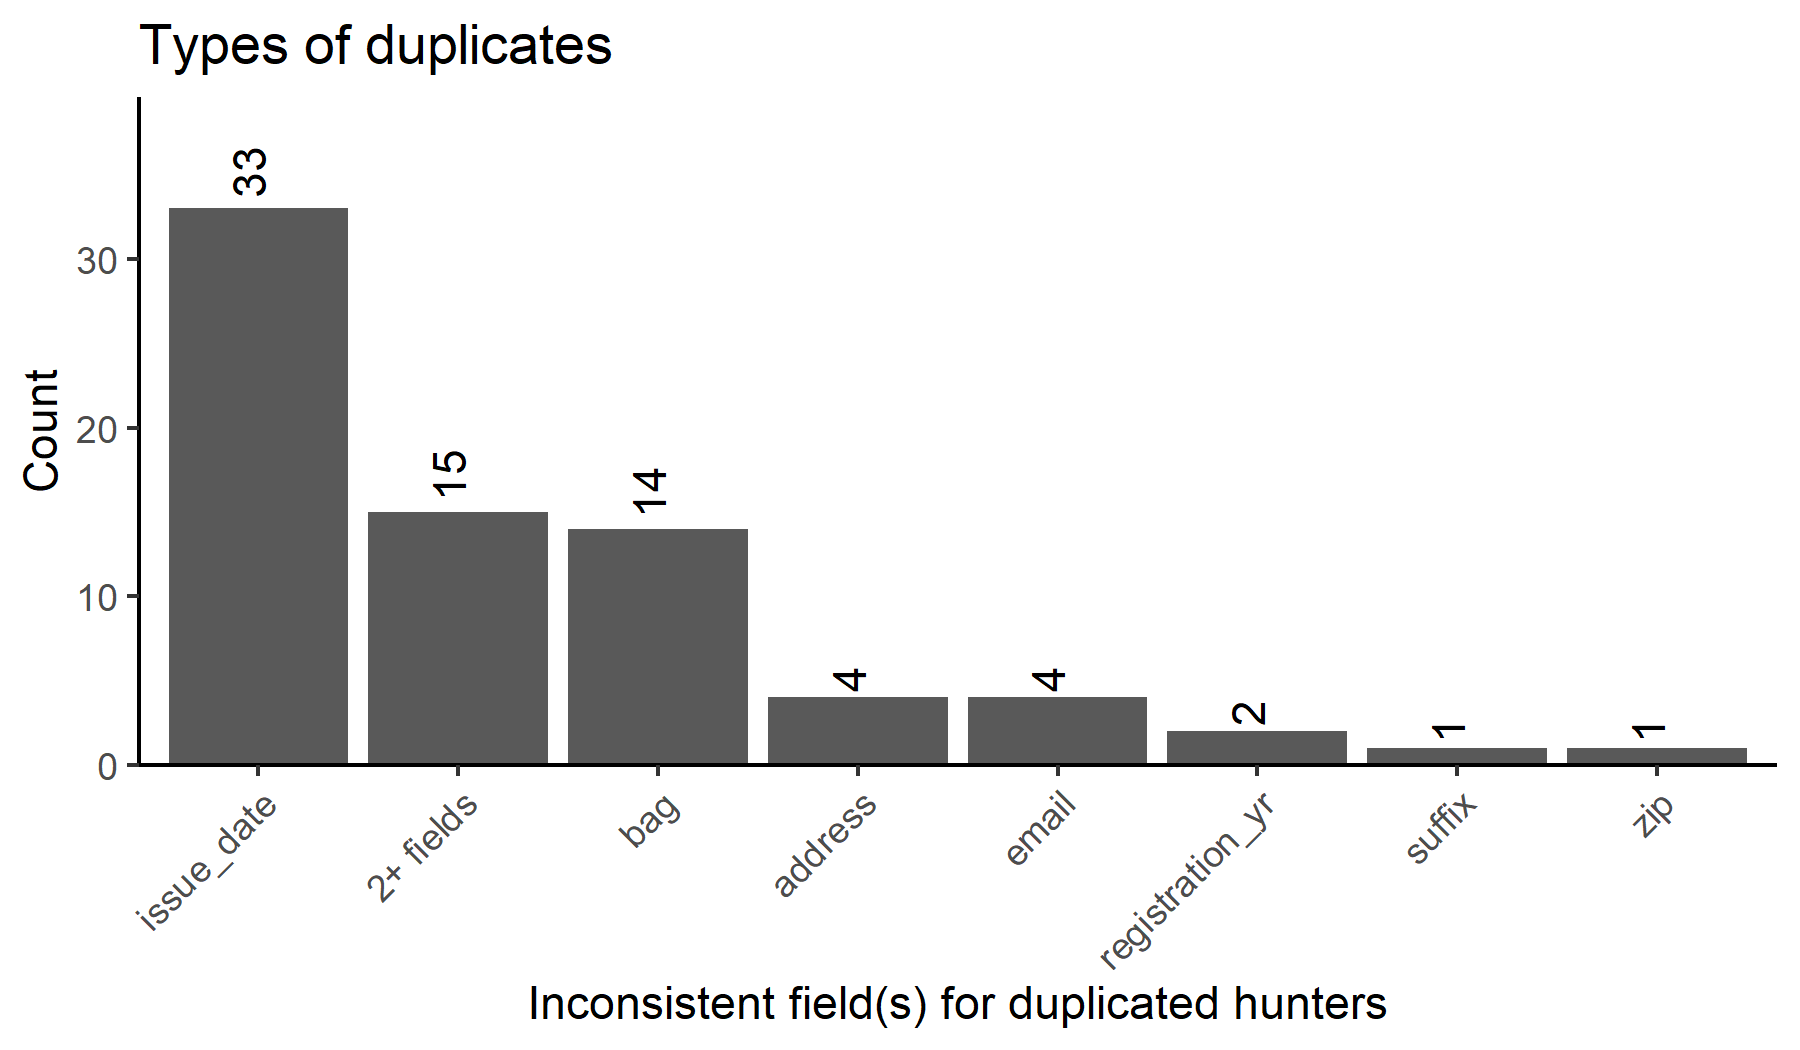 Types of duplicates
Count
30
20
10
0
33
15
14
4
4
2
1
1
issue_date
2+ fields
bag
address
email
registration_yr
suffix
zip
Inconsistent field(s) for duplicated hunters